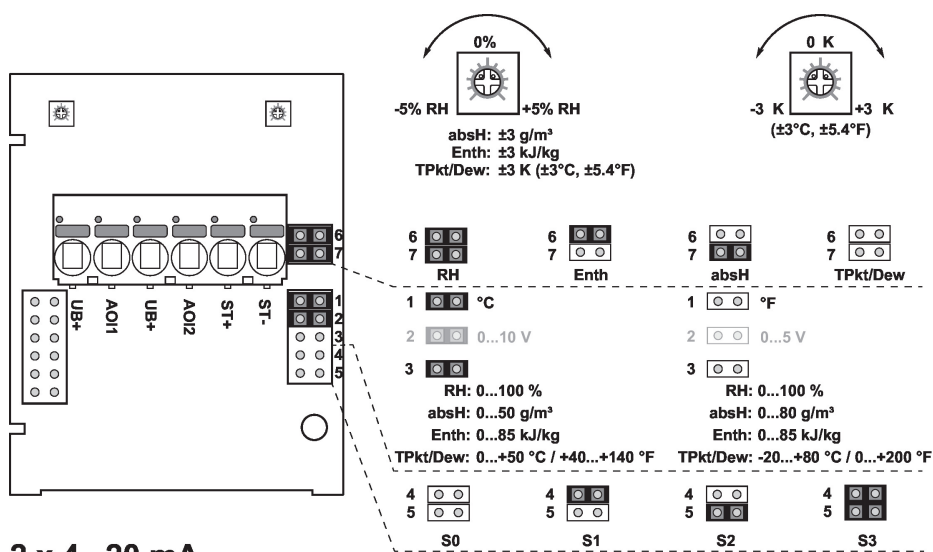 0%
-5% RH +5% RH
absH: ±3 g/m³
Enth: ±3 kJ/kg
TPkt/Dew: ±3 K (±3°C, ±5.4°F)
0 K
-3 K +3 K
(±3°C, ±5.4°F)
6
7
UB+
AOI1
UB+
AOI2
ST+
ST-
1
2
3
4
5
6
7
RH
6
7
Enth
6
7
absH
6
7
TPkt/Dew
1 °C
2 0...10 V
3
RH: 0...100 %
absH: 0...50 g/m³
Enth: 0...85 kJ/kg
TPkt/Dew: 0...+50 °C / +40...+140 °F
1 °F
2 0...5 V
3
RH: 0...100 %
absH: 0...80 g/m³
Enth: 0...85 kJ/kg
TPkt/Dew: -20...+80 °C / 0...+200 °F
4
5
S0
4
5
S1
4
5
S2
4
5
S3